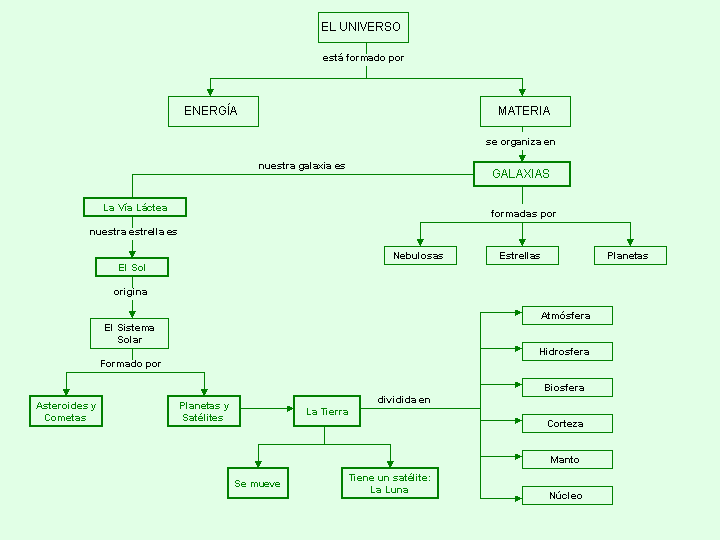 EL UNIVERSO
está formado por
ENERGÍA
MATERIA
se organiza en
nuestra galaxia es
GALAXIAS
La Vía Láctea
formadas por
nuestra estrella es
Nebulosas
Estrellas
Planetas
El Sol
origina
El Sistema
Solar
Formado por
Atmósfera
Hidrosfera
Biosfera
Corteza
Manto
Núcleo
Asteroides y
Cometas
Planetas y
Satélites
La Tierra
dividida en
Se mueve
Tiene un satélite:
La Luna